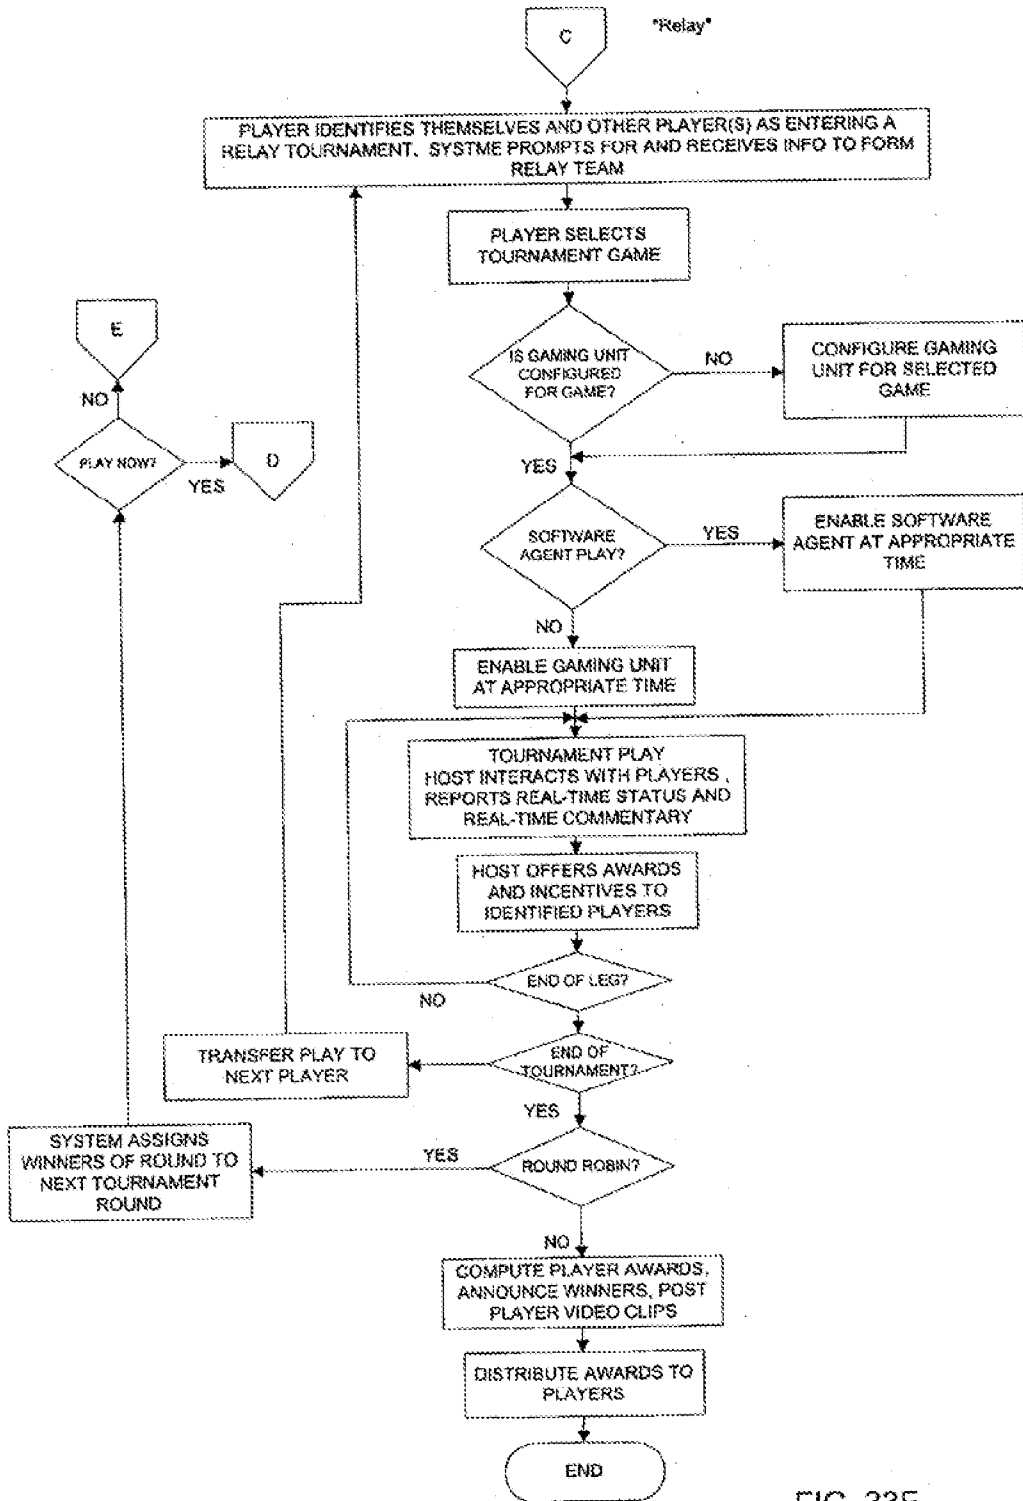 C
"Relay"
PLAYER IDENTIFIES THEMSELVES AND OTHER PLAYER(S) AS ENTERING A
RELAY TOURNAMENT. SYSTME PROMPTS FOR AND RECEIVES INFO TO FORM
RELAY TEAM
PLAYER SELECTS
TOURNAMENT GAME
IS GAMING UNIT
CONFIGURED
FOR GAME?
NO
CONFIGURE GAMING
UNIT FOR SELECTED
GAME
E
NO
PLAY NOW?
YES
D
YES
SOFTWARE
AGENT PLAY?
YES
ENABLE SOFTWARE
AGENT AT APPROPRIATE
TIME
NO
ENABLE GAMING UNIT
AT APPROPRIATE TIME
TOURNAMENT PLAY
HOST INTERACTS WITH PLAYERS ,
REPORTS REAL-TIME STATUS AND
REAL-TIME COMMENTARY
HOST OFFERS AWARDS
AND INCENTIVES TO
IDENTIFIED PLAYERS
END OF LEG?
NO
END OF
TOURNAMENT?
TRANSFER PLAY TO
NEXT PLAYER
YES
ROUND ROBIN?
YES
SYSTEM ASSIGNS
WINNERS OF ROUND TO
NEXT TOURNAMENT
ROUND
NO
COMPUTE PLAYER AWARDS,
ANNOUNCE WINNERS, POST
PLAYER VIDEO CLIPS
DISTRIBUTE AWARDS TO
PLAYERS
END